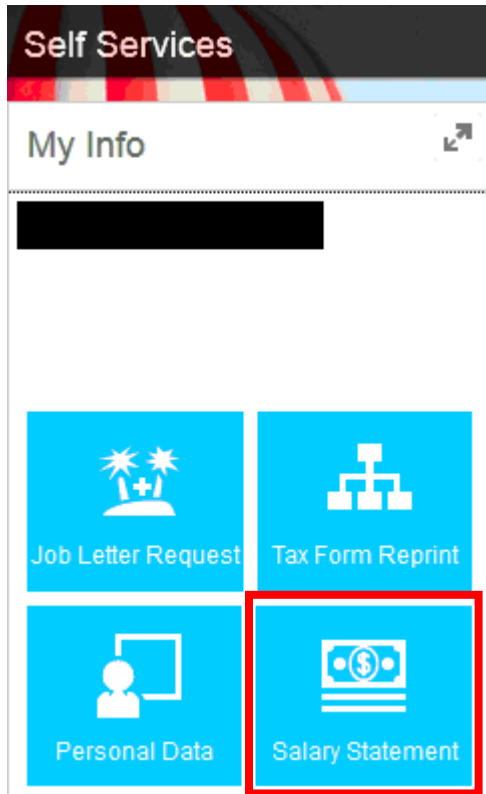 Self Services
My Info
Job Letter Request
Tax Form Reprint
Personal Data
Salary Statement